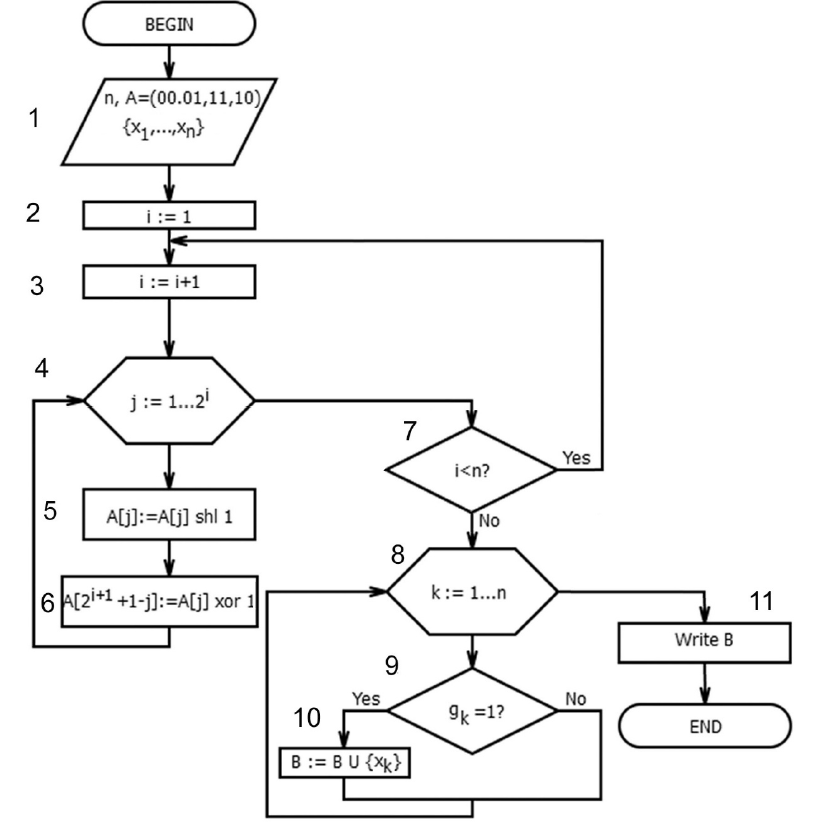 BEGIN
1
n, A=(00.01,11,10)
{x₁,...,xₙ}
2
i := 1
3
i := i+1
4
j := 1...2ⁱ
7
i<n?
Yes
No
5
A[j]:=A[j] shl 1
6
A[2ⁱ⁺¹ +1-j]:=A[j] xor 1
8
k := 1...n
11
Write B
9
gₖ =1?
Yes
No
10
B := B U {xₖ}
END